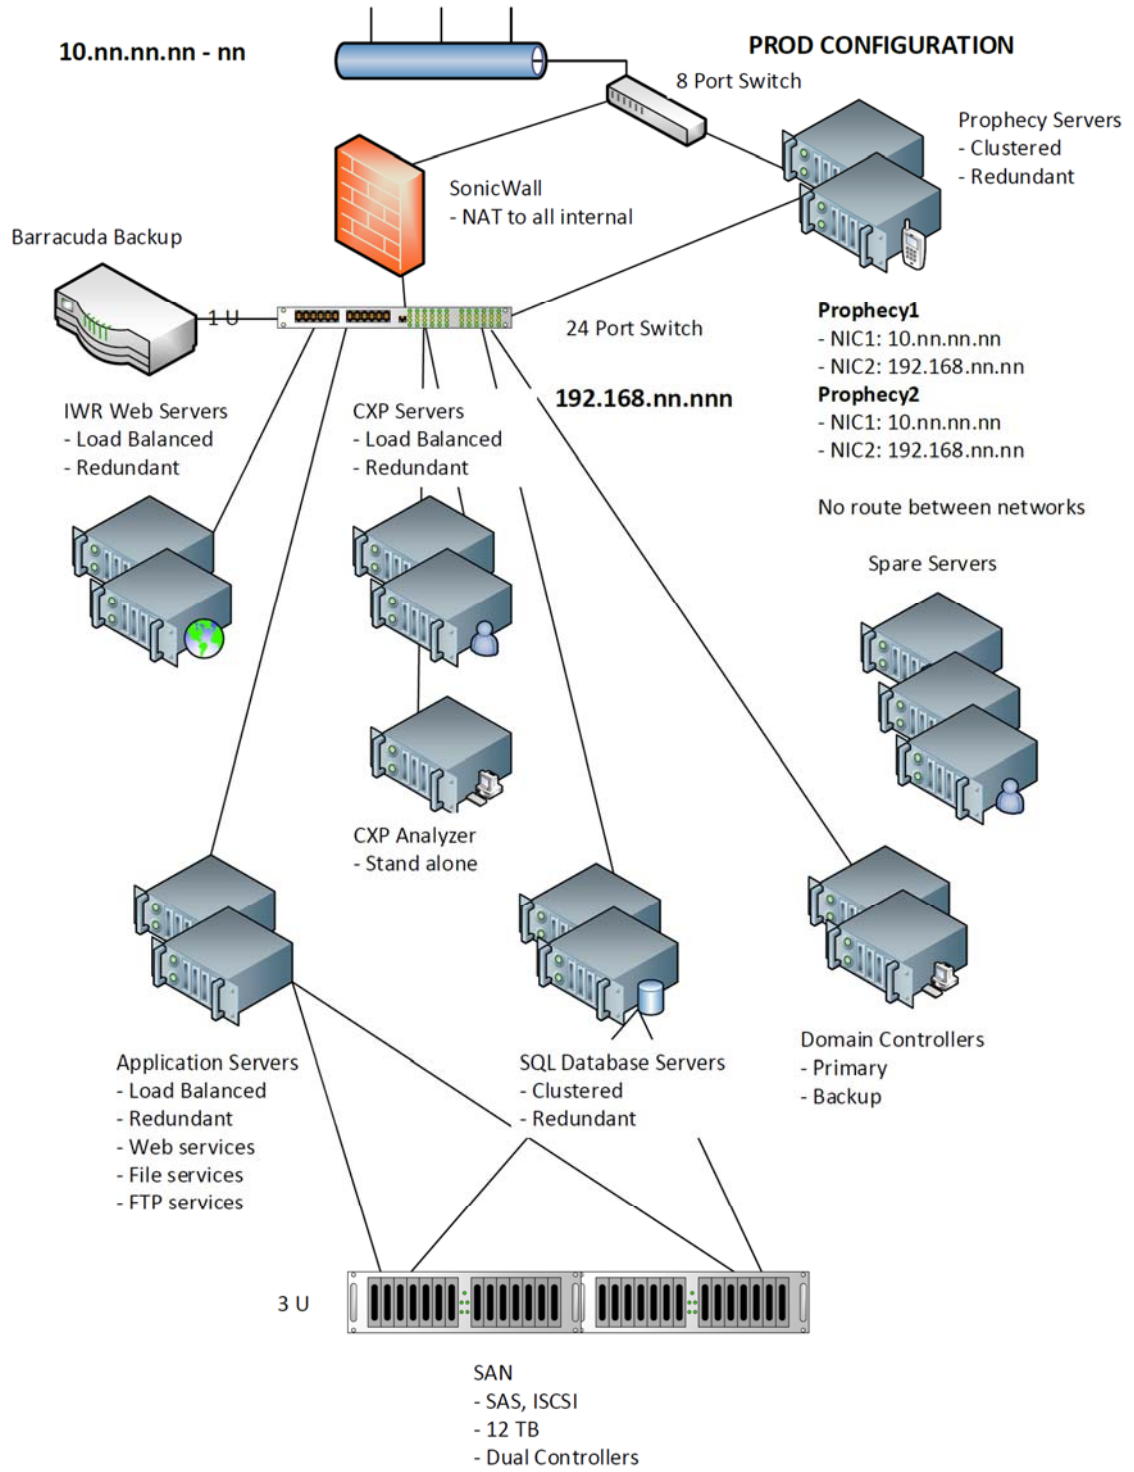 10.nn.nn.nn - nn
PROD CONFIGURATION
8 Port Switch
Prophecy Servers
- Clustered
- Redundant
SonicWall
- NAT to all internal
Barracuda Backup
1 U
24 Port Switch
192.168.nn.nnn
Prophecy1
- NIC1: 10.nn.nn.nn
- NIC2: 192.168.nn.nn
Prophecy2
- NIC1: 10.nn.nn.nn
- NIC2: 192.168.nn.nn
No route between networks
IWR Web Servers
- Load Balanced
- Redundant
CXP Servers
- Load Balanced
- Redundant
Spare Servers
CXP Analyzer
- Stand alone
Application Servers
- Load Balanced
- Redundant
- Web services
- File services
- FTP services
SQL Database Servers
- Clustered
- Redundant
Domain Controllers
- Primary
- Backup
3 U
SAN
- SAS, ISCSI
- 12 TB
- Dual Controllers